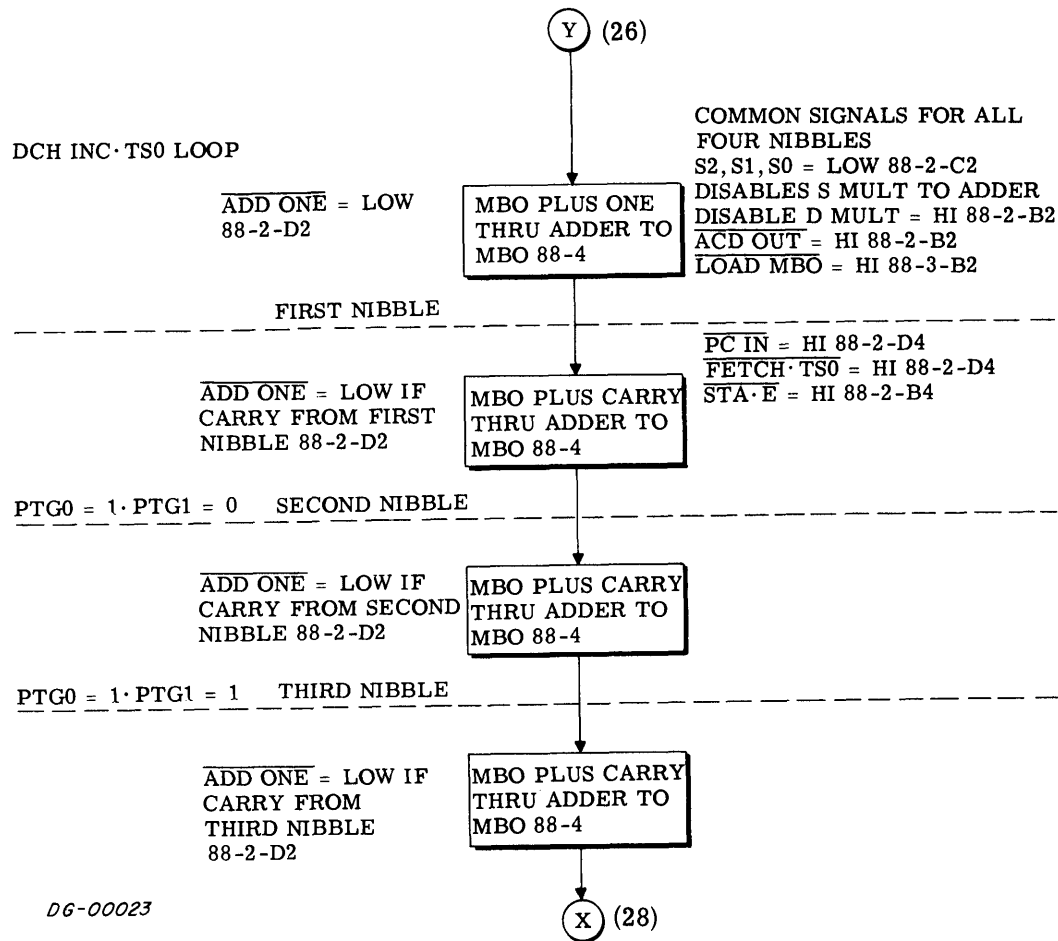 Y (26)
DCH INC·TS0 LOOP
COMMON SIGNALS FOR ALL
FOUR NIBBLES
S2, S1, S0 = LOW 88-2-C2
DISABLES S MULT TO ADDER
DISABLE D MULT = HI 88-2-B2
ACD OUT = HI 88-2-B2
LOAD MBO = HI 88-3-B2
ADD ONE = LOW
88-2-D2
MBO PLUS ONE
THRU ADDER TO
MBO 88-4
FIRST NIBBLE
PC IN = HI 88-2-D4
FETCH·TS0 = HI 88-2-D4
STA·E = HI 88-2-B4
ADD ONE = LOW IF
CARRY FROM FIRST
NIBBLE 88-2-D2
MBO PLUS CARRY
THRU ADDER TO
MBO 88-4
PTG0 = 1·PTG1 = 0 SECOND NIBBLE
ADD ONE = LOW IF
CARRY FROM SECOND
NIBBLE 88-2-D2
MBO PLUS CARRY
THRU ADDER TO
MBO 88-4
PTG0 = 1·PTG1 = 1 THIRD NIBBLE
ADD ONE = LOW IF
CARRY FROM
THIRD NIBBLE
88-2-D2
MBO PLUS CARRY
THRU ADDER TO
MBO 88-4
DG-00023
X (28)